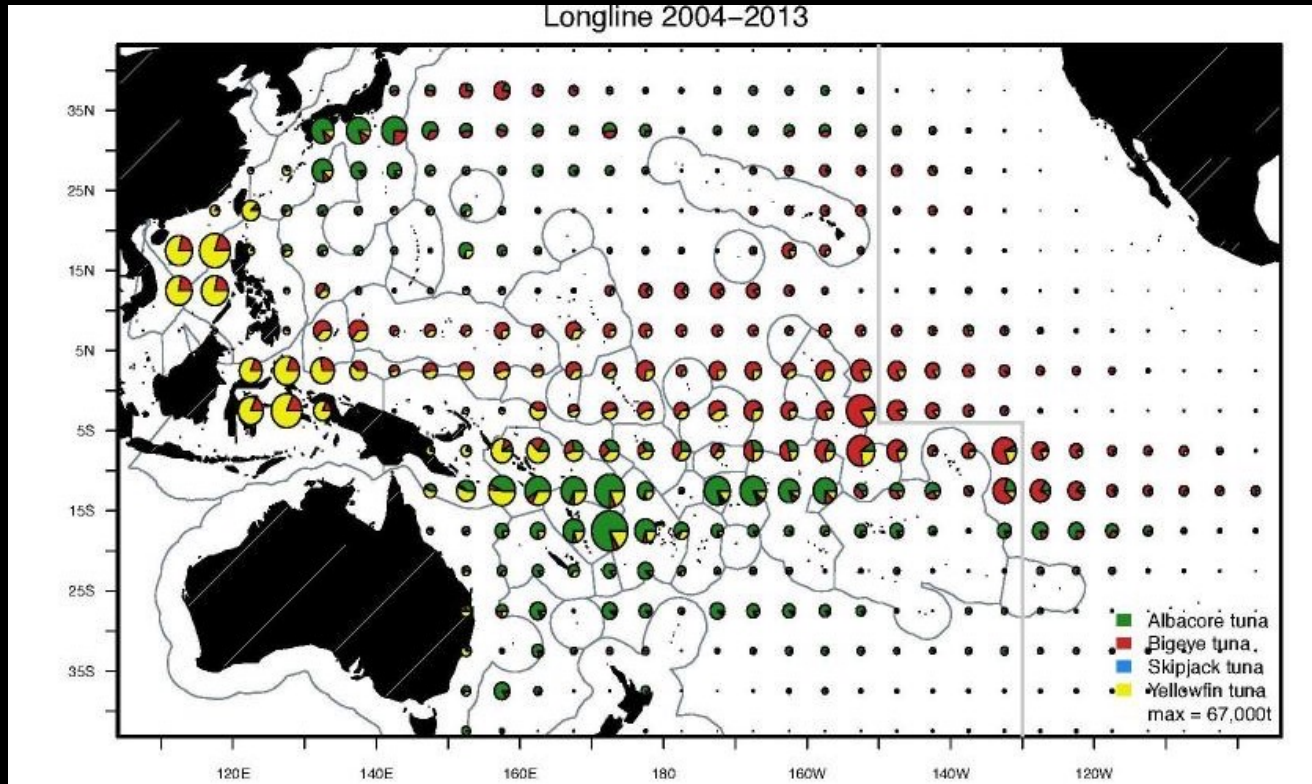 Longline 2004–2013
35N
25N
15N
5N
5S
15S
25S
35S
Albacore tuna
Bigeye tuna
Skipjack tuna
Yellowfin tuna
max = 67,000t
120E 140E 160E 180 160W 140W 120W